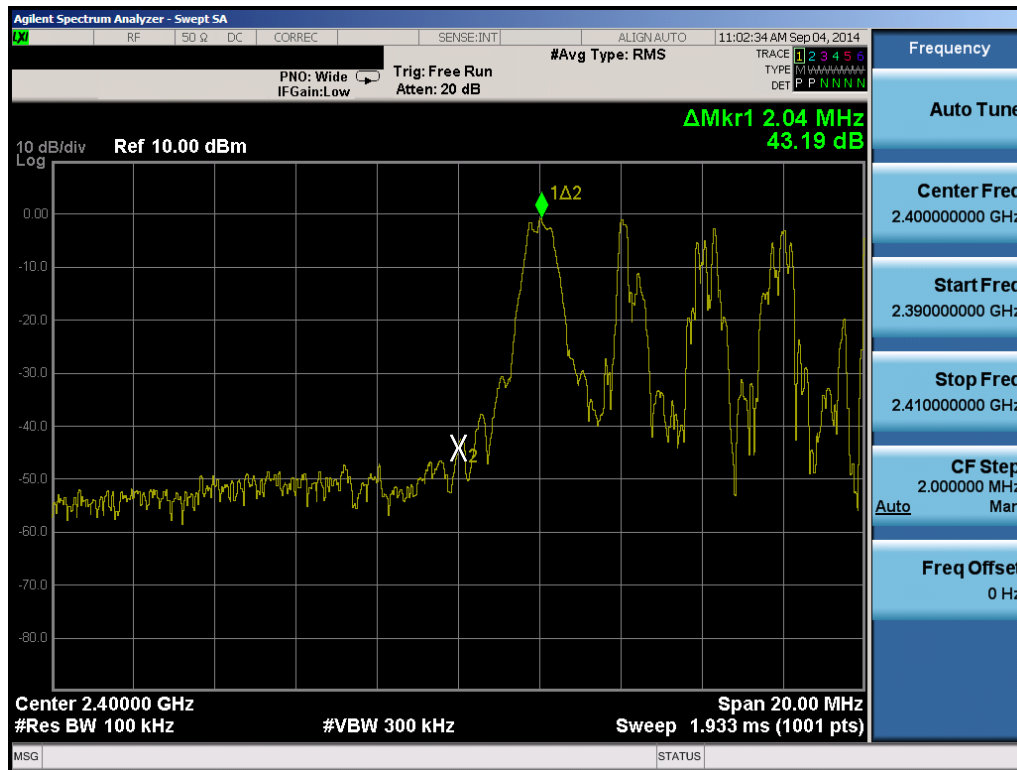 Agilent Spectrum Analyzer - Swept SA
LXI RF 50 Ω DC CORREC SENSE:INT ALIGN AUTO 11:02:34 AM Sep 04, 2014
PNO: Wide
IFGain:Low
Trig: Free Run
Atten: 20 dB
#Avg Type: RMS
TRACE 1 2 3 4 5 6
TYPE M W W W W W
DET P P N N N N
ΔMkr1 2.04 MHz
43.19 dB
10 dB/div Ref 10.00 dBm
Log
1Δ2
0.00
-10.0
-20.0
-30.0
-40.0
X2
-50.0
-60.0
-70.0
-80.0
Center 2.40000 GHz Span 20.00 MHz
#Res BW 100 kHz #VBW 300 kHz Sweep 1.933 ms (1001 pts)
MSG STATUS
Frequency
Auto Tune
Center Freq
2.400000000 GHz
Start Freq
2.390000000 GHz
Stop Freq
2.410000000 GHz
CF Step
2.000000 MHz
Auto Man
Freq Offset
0 Hz